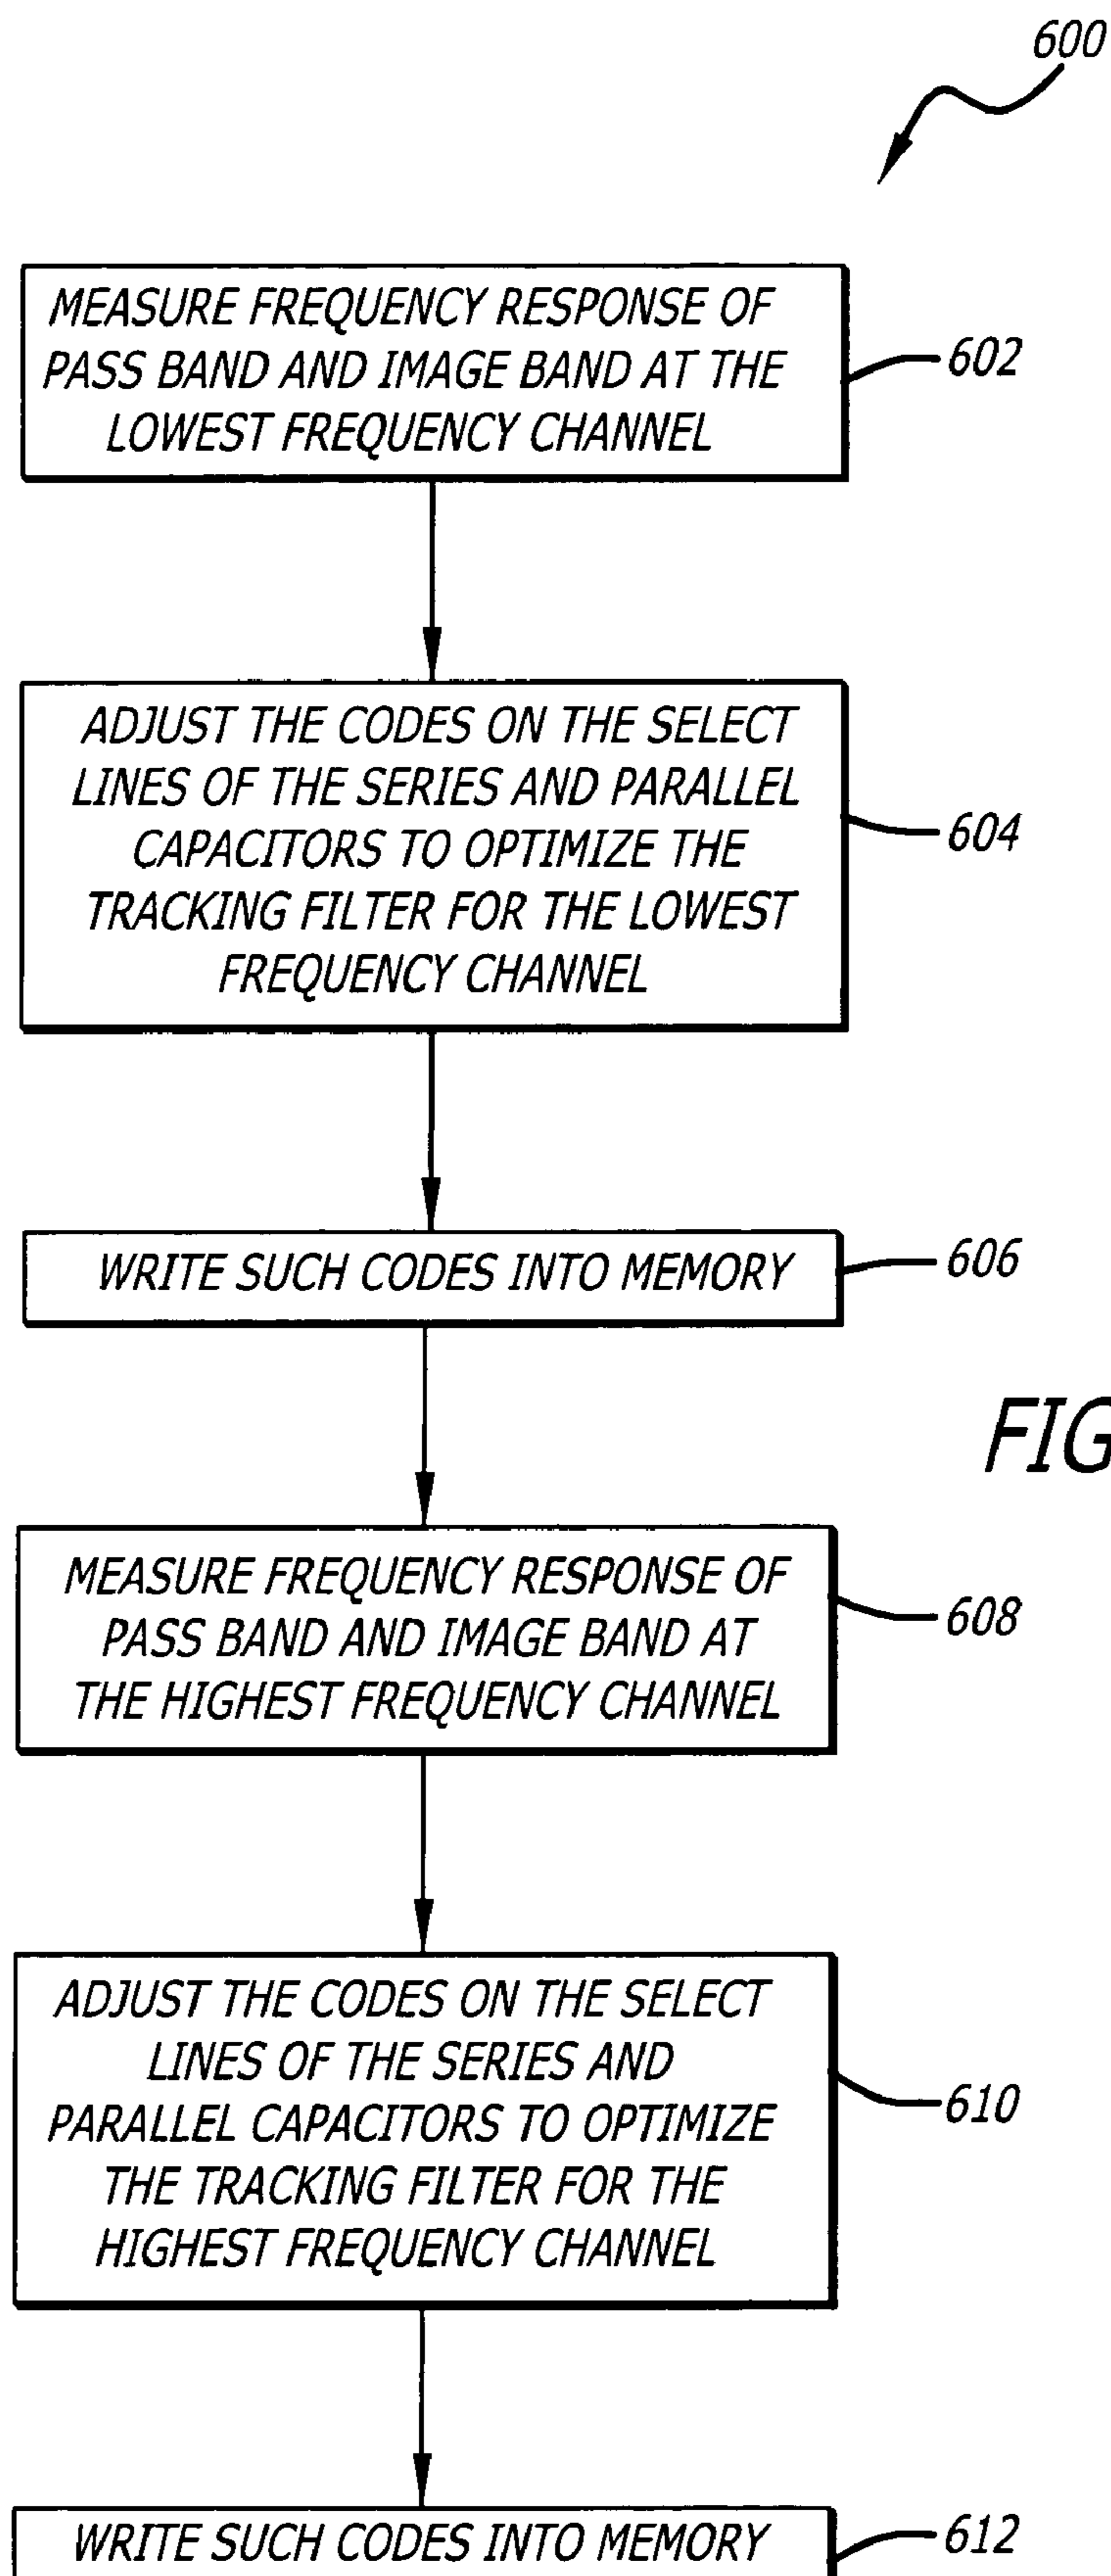 600
MEASURE FREQUENCY RESPONSE OF
PASS BAND AND IMAGE BAND AT THE
LOWEST FREQUENCY CHANNEL
602
ADJUST THE CODES ON THE SELECT
LINES OF THE SERIES AND PARALLEL
CAPACITORS TO OPTIMIZE THE
TRACKING FILTER FOR THE LOWEST
FREQUENCY CHANNEL
604
WRITE SUCH CODES INTO MEMORY
606
FIG
MEASURE FREQUENCY RESPONSE OF
PASS BAND AND IMAGE BAND AT
THE HIGHEST FREQUENCY CHANNEL
608
ADJUST THE CODES ON THE SELECT
LINES OF THE SERIES AND
PARALLEL CAPACITORS TO OPTIMIZE
THE TRACKING FILTER FOR THE
HIGHEST FREQUENCY CHANNEL
610
WRITE SUCH CODES INTO MEMORY
612